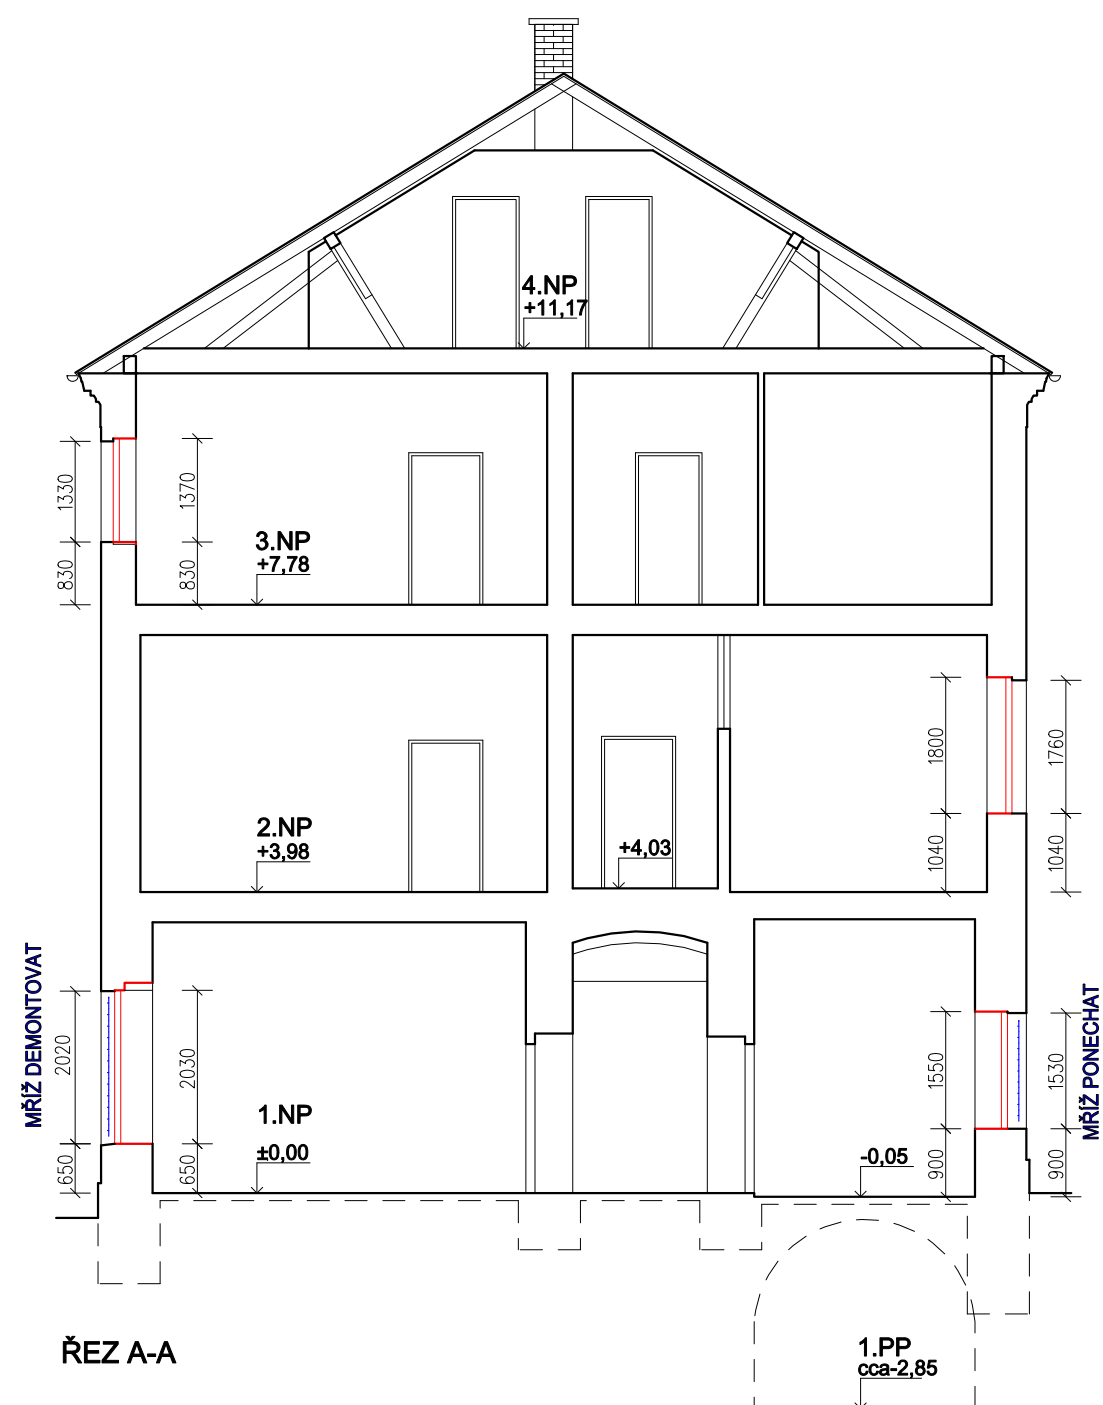 4.NP
+11,17
1330
1370
830
830
3.NP
+7,78
1800
1760
1040
1040
2.NP
+3,98
+4,03
MŘÍŽ DEMONTOVAT
2020
2030
650
650
1.NP
±0,00
-0,05
1550
1530
900
900
MŘÍŽ PONECHAT
ŘEZ A-A
1.PP
cca-2,85